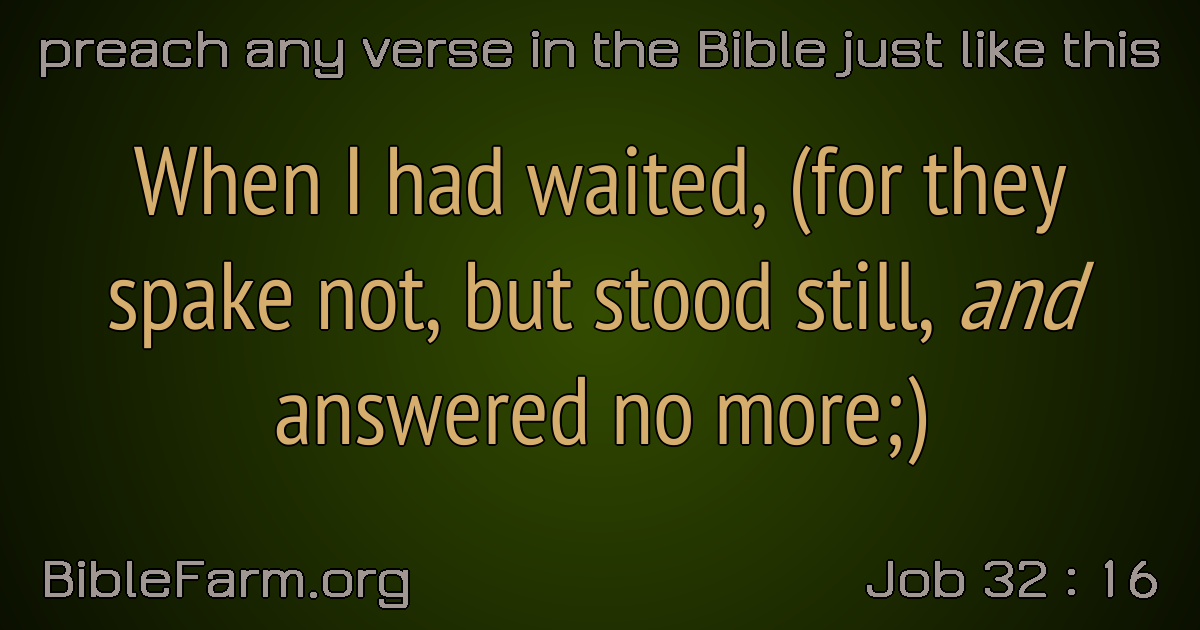 preach any verse in the Bible just like this
When I had waited, (for they
spake not, but stood still, and
answered no more;)
BibleFarm.org
Job 32 : 16